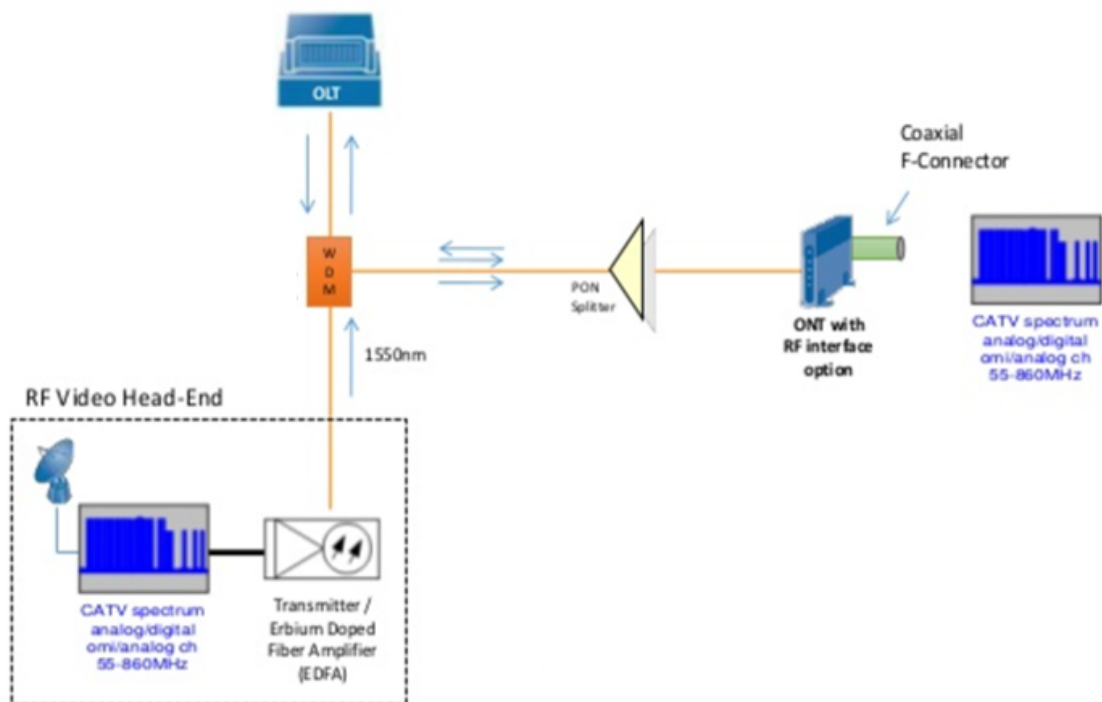 OLT
Coaxial
F-Connector
W
D
M
PON
Splitter
ONT with
RF interface
option
CATV spectrum
analog/digital
omi/analog ch
55-860MHz
1550nm
RF Video Head-End
CATV spectrum
analog/digital
omi/analog ch
55-860MHz
Transmitter /
Erbium Doped
Fiber Amplifier
(EDFA)